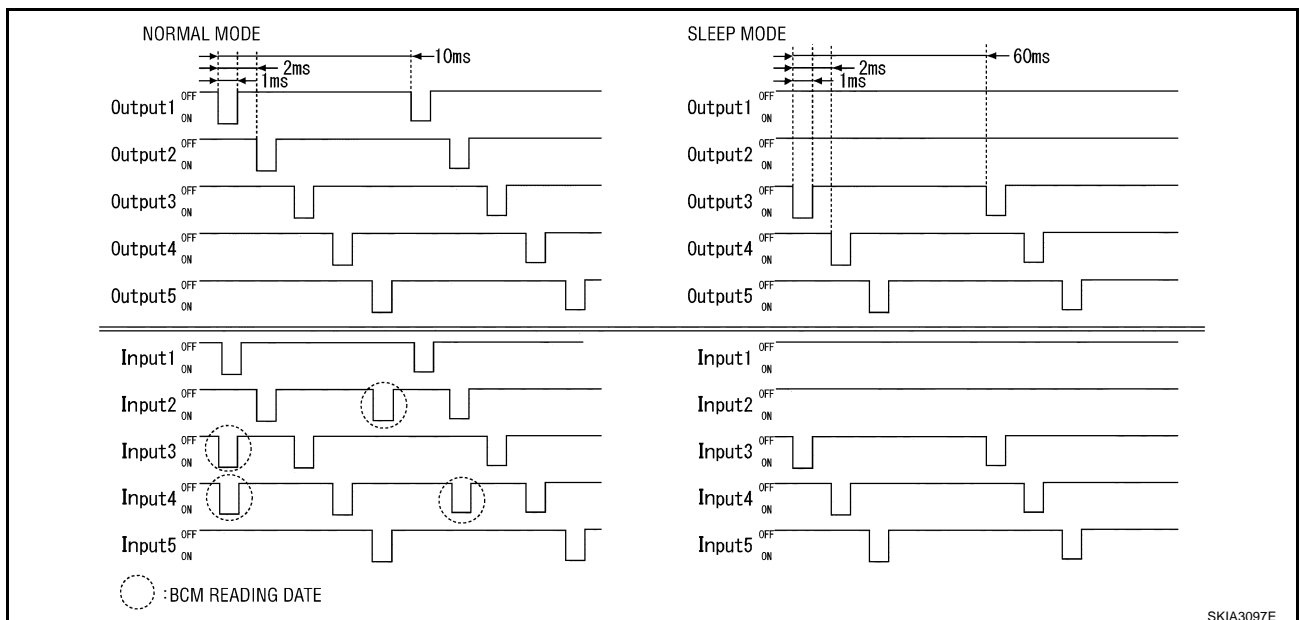 NORMAL MODE
10ms
2ms
1ms
Output1 OFF ON
Output2 OFF ON
Output3 OFF ON
Output4 OFF ON
Output5 OFF ON
Input1 OFF ON
Input2 OFF ON
Input3 OFF ON
Input4 OFF ON
Input5 OFF ON
:BCM READING DATE
SLEEP MODE
60ms
2ms
1ms
Output1 OFF ON
Output2 OFF ON
Output3 OFF ON
Output4 OFF ON
Output5 OFF ON
Input1 OFF ON
Input2 OFF ON
Input3 OFF ON
Input4 OFF ON
Input5 OFF ON
SKIA3097E